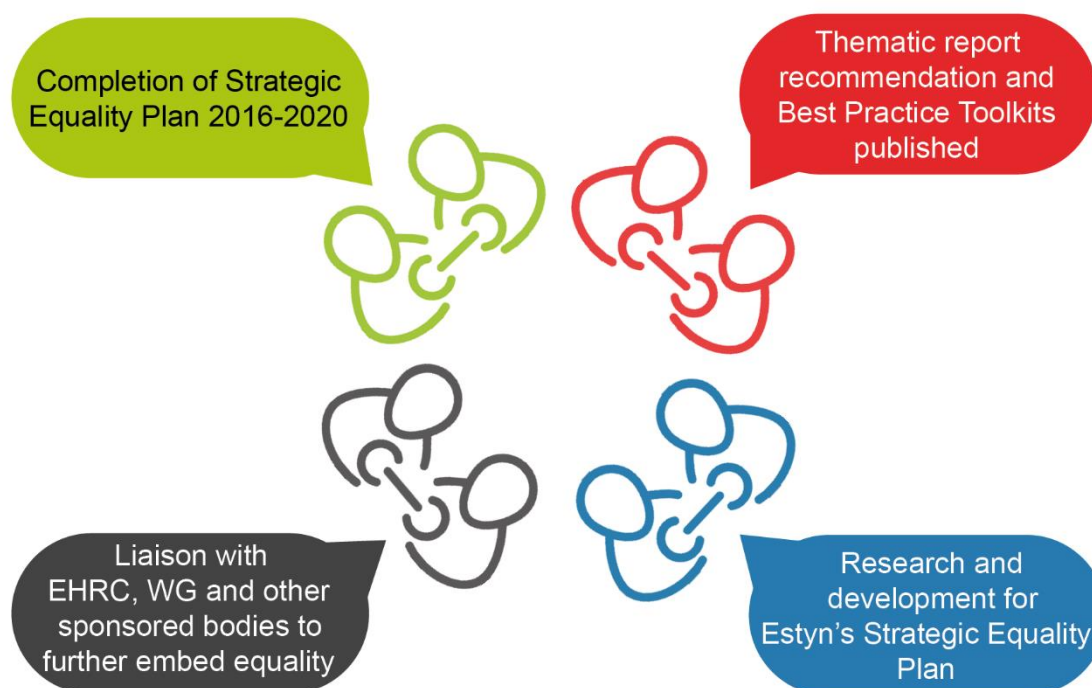 Completion of Strategic
Equality Plan 2016-2020
Thematic report
recommendation and
Best Practice Toolkits
published
Liaison with
EHRC, WG and other
sponsored bodies to
further embed equality
Research and
development for
Estyn’s Strategic Equality
Plan